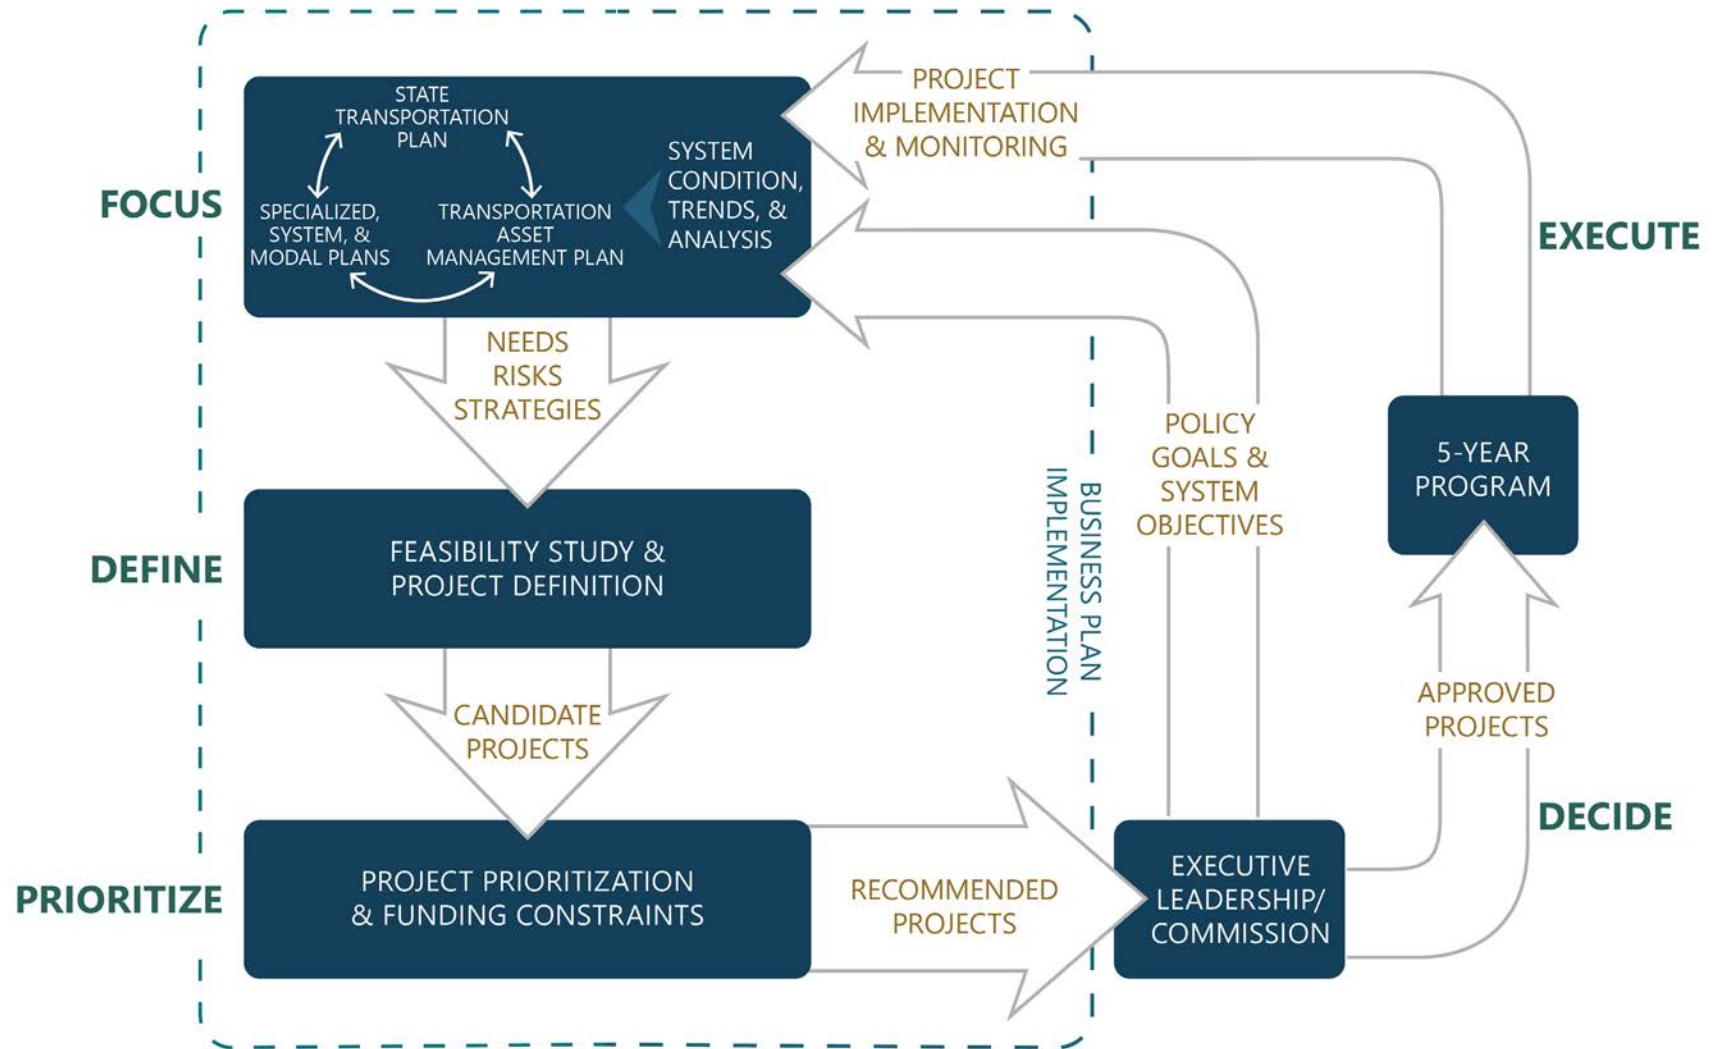 FOCUS
STATE
TRANSPORTATION
PLAN
SPECIALIZED,
SYSTEM, &
MODAL PLANS
TRANSPORTATION
ASSET
MANAGEMENT PLAN
SYSTEM
CONDITION,
TRENDS, &
ANALYSIS
PROJECT
IMPLEMENTATION
& MONITORING
EXECUTE
NEEDS
RISKS
STRATEGIES
POLICY
GOALS &
SYSTEM
OBJECTIVES
5-YEAR
PROGRAM
DEFINE
FEASIBILITY STUDY &
PROJECT DEFINITION
BUSINESS PLAN
IMPLEMENTATION
CANDIDATE
PROJECTS
APPROVED
PROJECTS
DECIDE
PRIORITIZE
PROJECT PRIORITIZATION
& FUNDING CONSTRAINTS
RECOMMENDED
PROJECTS
EXECUTIVE
LEADERSHIP/
COMMISSION